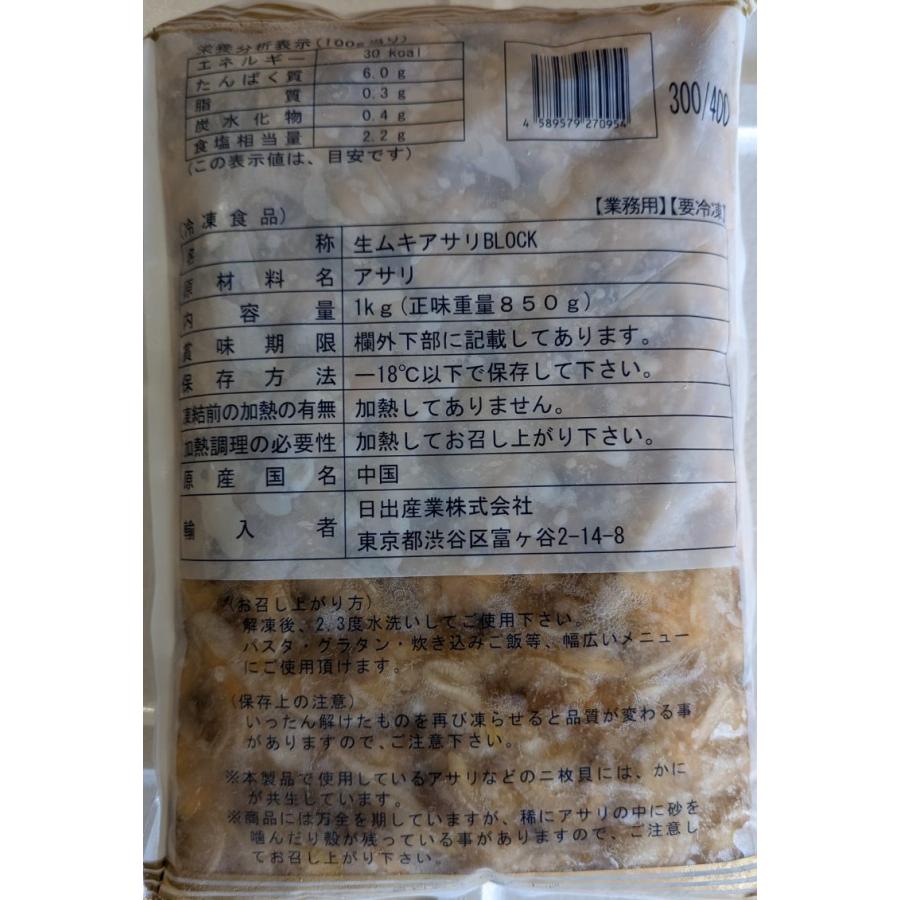 栄養分析表示(100g当り)
エネルギー 30 kcal
たんぱく質 6.0 g
脂質 0.3 g
炭水化物 0.4 g
食塩相当量 2.2 g
(この表示値は、目安です)
4 589579 270954
300/400
(冷凍食品)
【業務用】【要冷凍】
名称 生ムキアサリBLOCK
原材料名 アサリ
内容量 1kg(正味重量850g)
賞味期限 欄外下部に記載してあります。
保存方法 −18℃以下で保存して下さい。
凍結前の加熱の有無 加熱してありません。
加熱調理の必要性 加熱してお召し上がり下さい。
原産国名 中国
輸入者 日出産業株式会社
東京都渋谷区富ヶ谷2-14-8
(お召し上がり方)
解凍後、2,3度水洗いしてご使用下さい。
パスタ・グラタン・炊き込みご飯等、幅広いメニュー
にご使用頂けます。
(保存上の注意)
いったん解けたものを再び凍らせると品質が変わる事
がありますので、ご注意下さい。
※本製品で使用しているアサリなどの二枚貝には、かに
が共生しています。
※商品には万全を期していますが、稀にアサリの中に砂を
噛んだり殻が残っている事がありますので、ご注意し
てお召し上がり下さい。